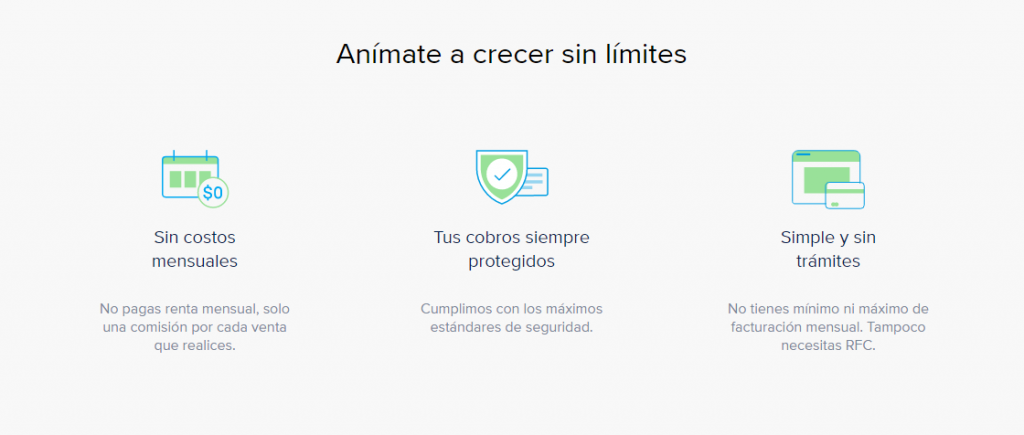 Anímate a crecer sin límites
$0
Sin costos
mensuales
No pagas renta mensual, solo
una comisión por cada venta
que realices.
Tus cobros siempre
protegidos
Cumplimos con los máximos
estándares de seguridad.
Simple y sin
trámites
No tienes mínimo ni máximo de
facturación mensual. Tampoco
necesitas RFC.